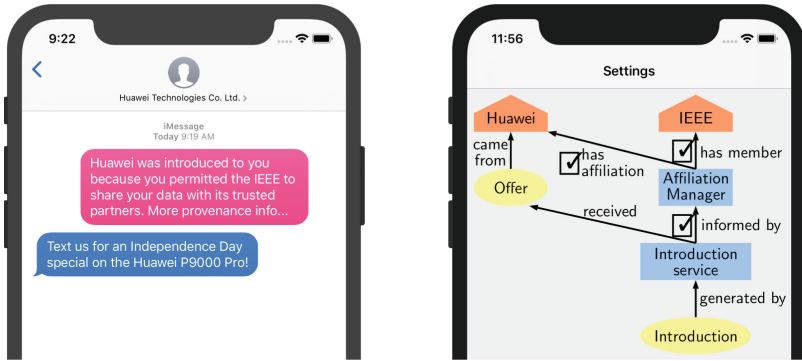 9:22
Huawei Technologies Co. Ltd. >
iMessage
Today 9:19 AM
Huawei was introduced to you
because you permitted the IEEE to
share your data with its trusted
partners. More provenance info...
Text us for an Independence Day
special on the Huawei P9000 Pro!
11:56
Settings
Huawei
IEEE
came
from
has
affiliation
has member
Offer
Affiliation
Manager
received
informed by
Introduction
service
generated by
Introduction